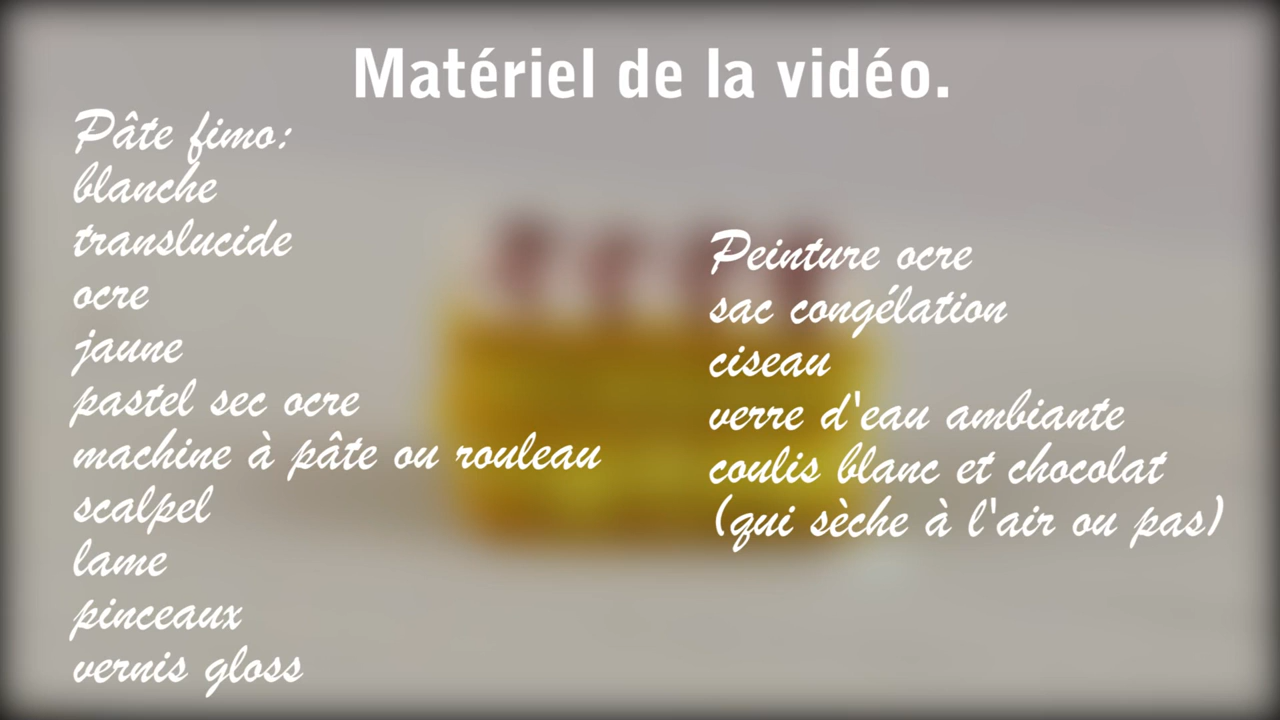 Matériel de la vidéo.
Pâte fimo:
blanche
translucide
ocre
jaune
pastel sec ocre
machine à pâte ou rouleau
scalpel
lame
pinceaux
vernis gloss
Peinture ocre
sac congélation
ciseau
verre d'eau ambiante
coulis blanc et chocolat
(qui sèche à l'air ou pas)